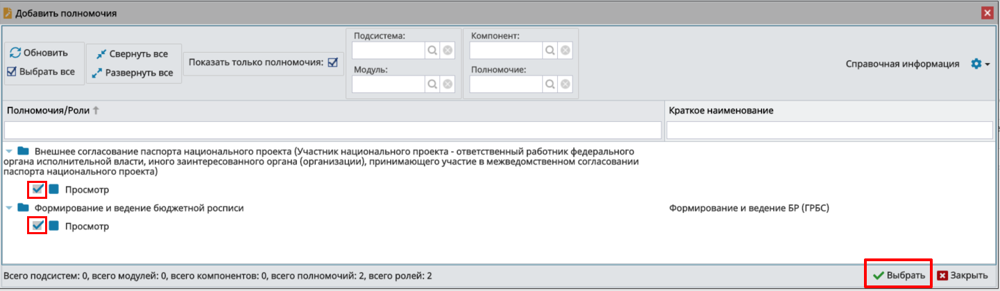 Добавить полномочия
Обновить
Выбрать все
Свернуть все
Развернуть все
Показать только полномочия:
Подсистема:
Модуль:
Компонент:
Полномочие:
Справочная информация
Полномочия/Роли
Краткое наименование
Внешнее согласование паспорта национального проекта (Участник национального проекта - ответственный работник федерального
органа исполнительной власти, иного заинтересованного органа (организации), принимающего участие в межведомственном согласовании
паспорта национального проекта)
Просмотр
Формирование и ведение бюджетной росписи
Формирование и ведение БР (ГРБС)
Просмотр
Всего подсистем: 0, всего модулей: 0, всего компонентов: 0, всего полномочий: 2, всего ролей: 2
Выбрать
Закрыть